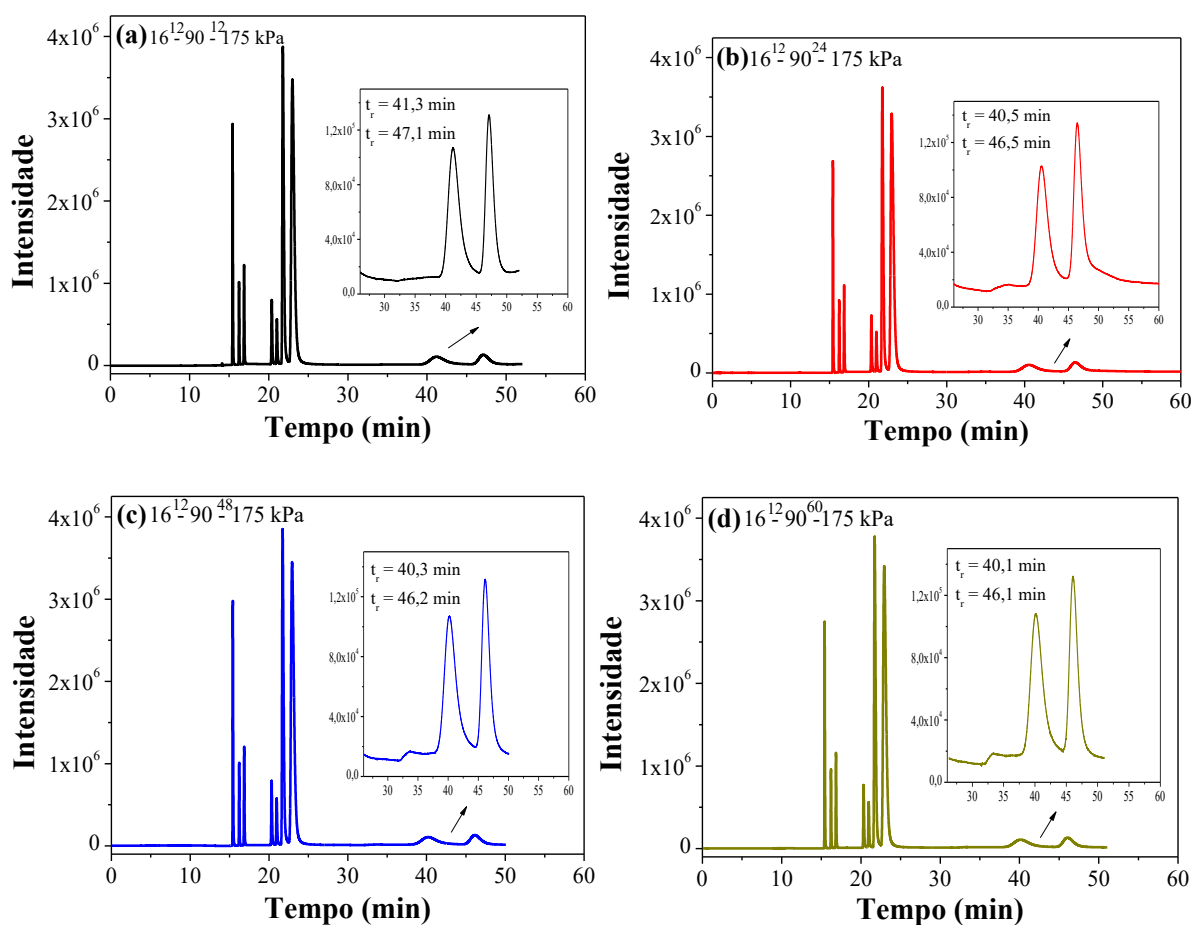 (a) 16¹²-90¹²-175 kPa
Intensidade
4x10⁶
3x10⁶
2x10⁶
1x10⁶
0
0 10 20 30 40 50 60
Tempo (min)
tᵣ = 41,3 min
tᵣ = 47,1 min
1,2x10⁵
8,0x10⁴
4,0x10⁴
0,0
30 35 40 45 50 55 60
(b) 16¹²-90²⁴-175 kPa
Intensidade
4x10⁶
3x10⁶
2x10⁶
1x10⁶
0
0 10 20 30 40 50 60
Tempo (min)
tᵣ = 40,5 min
tᵣ = 46,5 min
1,2x10⁵
8,0x10⁴
4,0x10⁴
0,0
30 35 40 45 50 55 60
(c) 16¹²-90⁴⁸-175 kPa
Intensidade
4x10⁶
3x10⁶
2x10⁶
1x10⁶
0
0 10 20 30 40 50 60
Tempo (min)
tᵣ = 40,3 min
tᵣ = 46,2 min
1,2x10⁵
8,0x10⁴
4,0x10⁴
0,0
30 35 40 45 50 55 60
(d) 16¹²-90⁶⁰-175 kPa
Intensidade
4x10⁶
3x10⁶
2x10⁶
1x10⁶
0
0 10 20 30 40 50 60
Tempo (min)
tᵣ = 40,1 min
tᵣ = 46,1 min
1,2x10⁵
8,0x10⁴
4,0x10⁴
0,0
30 35 40 45 50 55 60